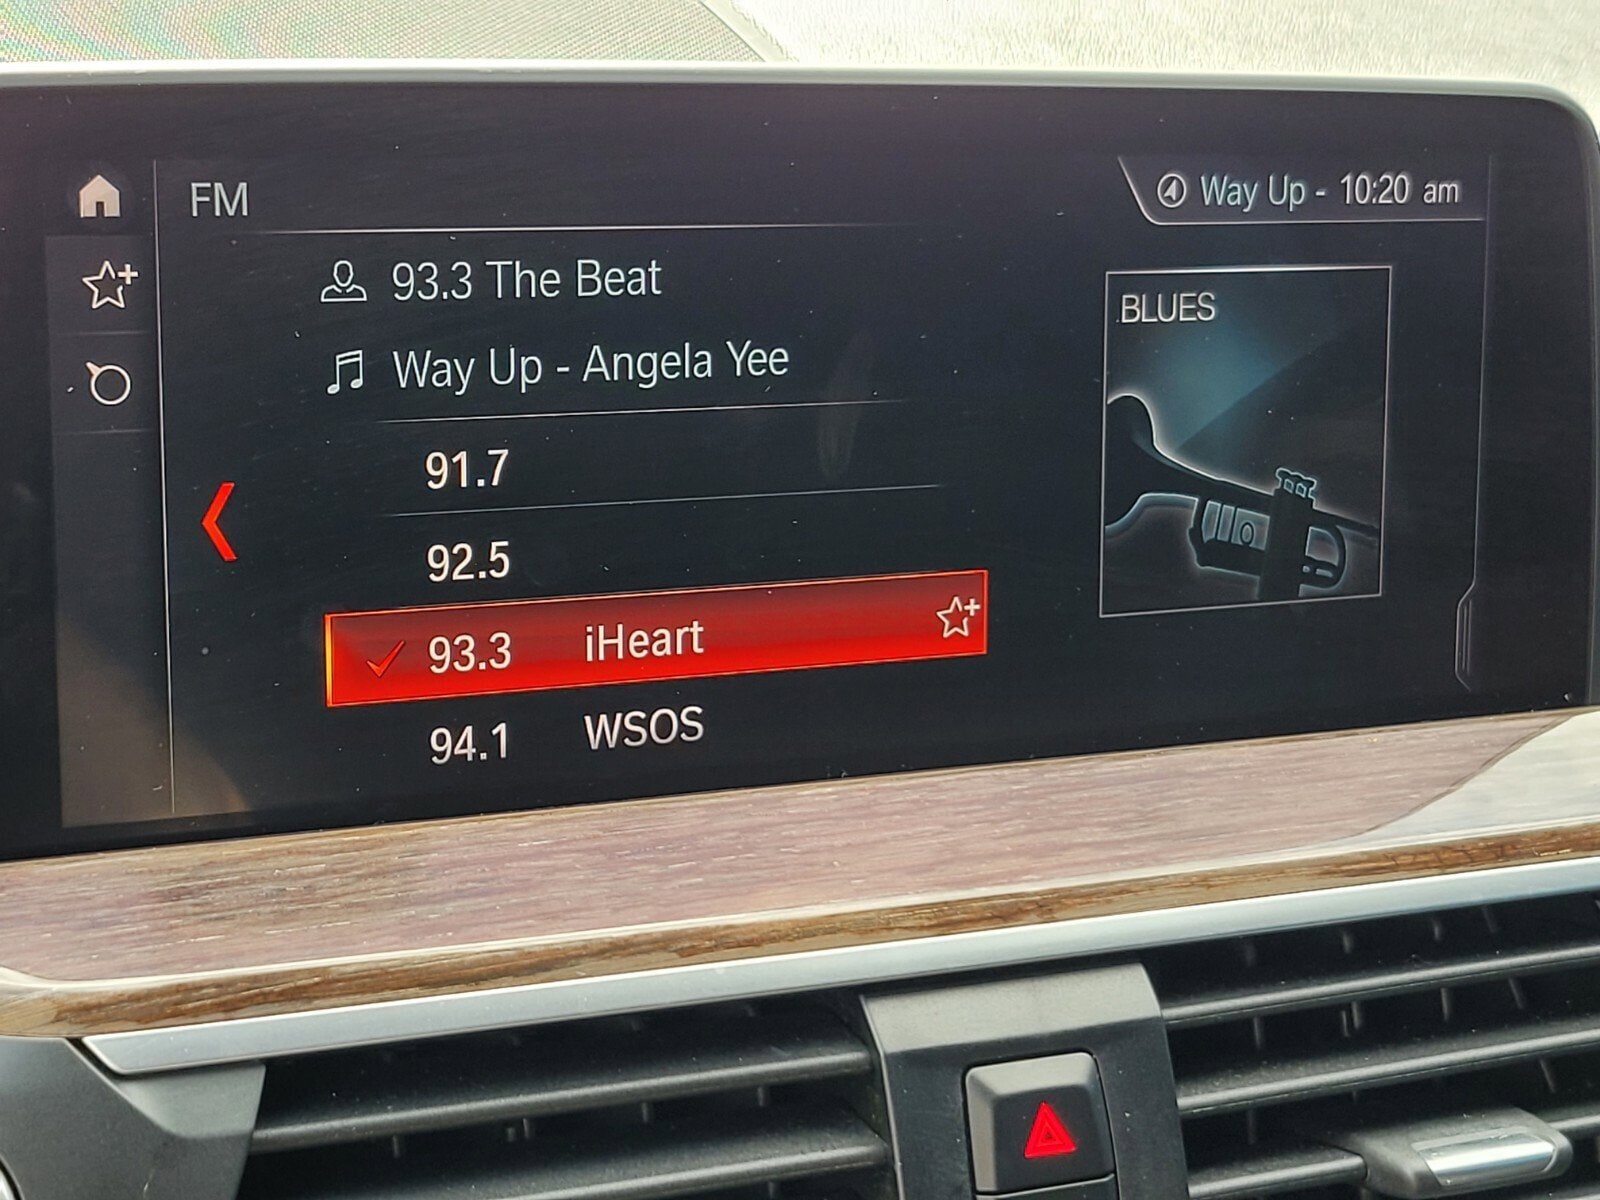 FM
Way Up - 10:20 am
93.3 The Beat
Way Up - Angela Yee
BLUES
91.7
92.5
93.3 iHeart
94.1 WSOS